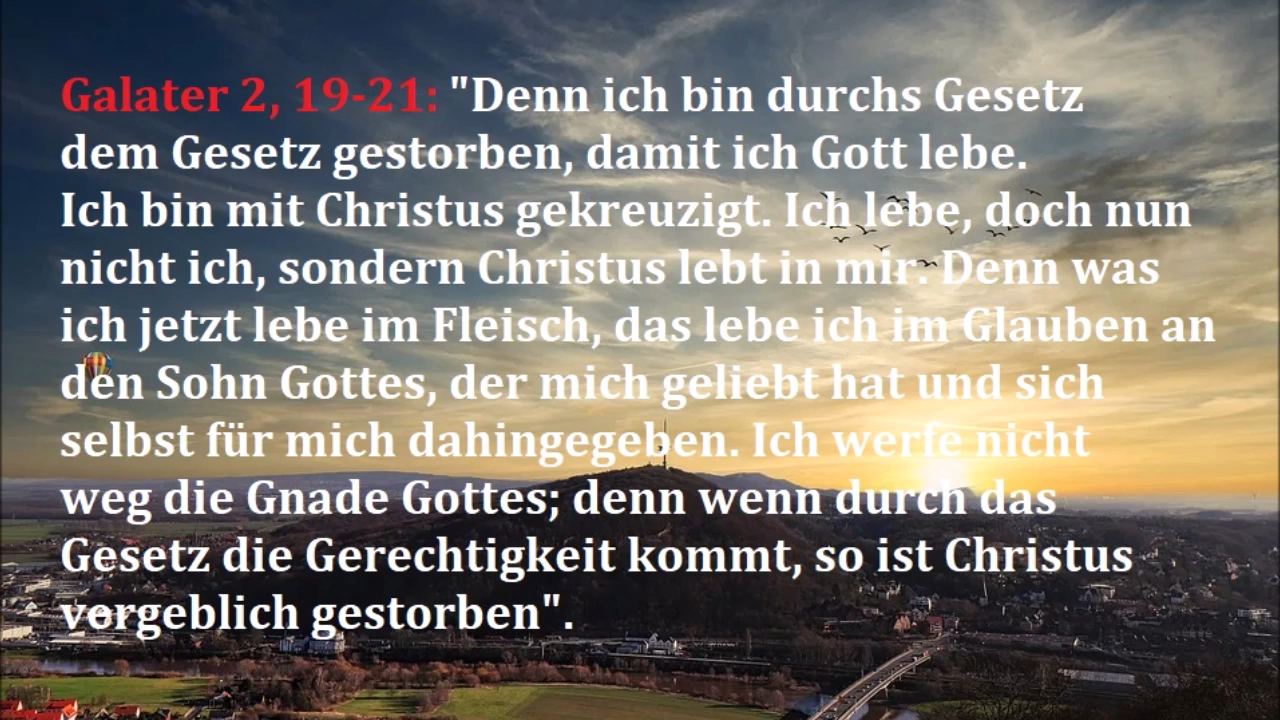 Galater 2, 19-21: "Denn ich bin durchs Gesetz
dem Gesetz gestorben, damit ich Gott lebe.
Ich bin mit Christus gekreuzigt. Ich lebe, doch nun
nicht ich, sondern Christus lebt in mir. Denn was
ich jetzt lebe im Fleisch, das lebe ich im Glauben an
den Sohn Gottes, der mich geliebt hat und sich
selbst für mich dahingegeben. Ich werfe nicht
weg die Gnade Gottes; denn wenn durch das
Gesetz die Gerechtigkeit kommt, so ist Christus
vergeblich gestorben".